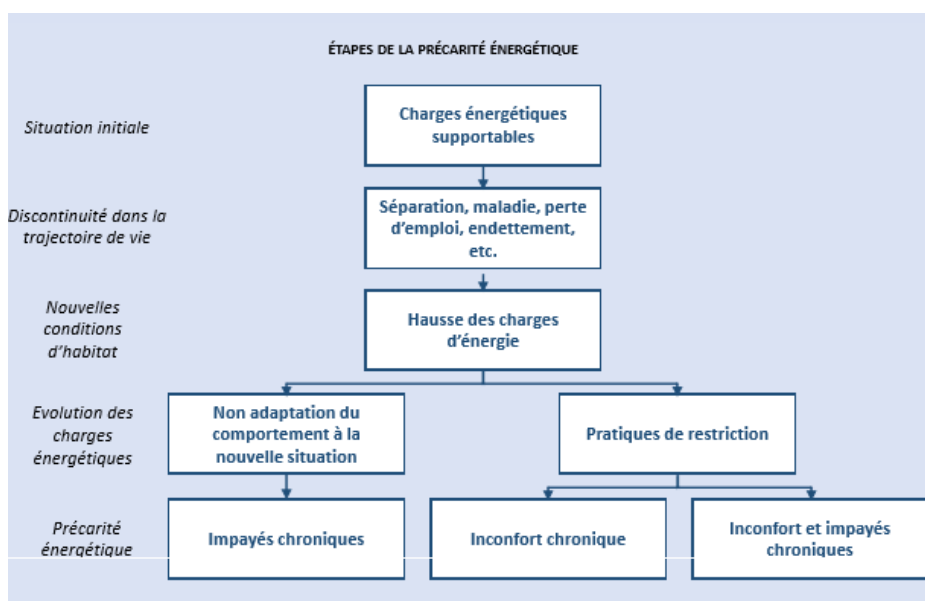 ÉTAPES DE LA PRÉCARITÉ ÉNERGÉTIQUE
Situation initiale
Charges énergétiques
supportables
Discontinuité dans la
trajectoire de vie
Séparation, maladie, perte
d'emploi, endettement,
etc.
Nouvelles
conditions
d'habitat
Hausse des charges
d'énergie
Evolution des
charges
énergétiques
Non adaptation du
comportement à la
nouvelle situation
Pratiques de restriction
Précarité
énergétique
Impayés chroniques
Inconfort chronique
Inconfort et impayés
chroniques